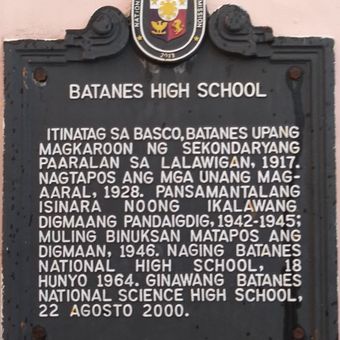 2013
BATANES HIGH SCHOOL
ITINATAG SA BASCO, BATANES UPANG
MAGKAROON NG SEKONDARYANG
PAARALAN SA LALAWIGAN, 1917.
NAGTAPOS ANG MGA UNANG MAG-
AARAL, 1928. PANSAMANTALANG
ISINARA NOONG IKALAWANG
DIGMAANG PANDAIGDIG, 1942-1945;
MULING BINUKSAN MATAPOS ANG
DIGMAAN, 1946. NAGING BATANES
NATIONAL HIGH SCHOOL, 18
HUNYO 1964. GINAWANG BATANES
NATIONAL SCIENCE HIGH SCHOOL,
22 AGOSTO 2000.